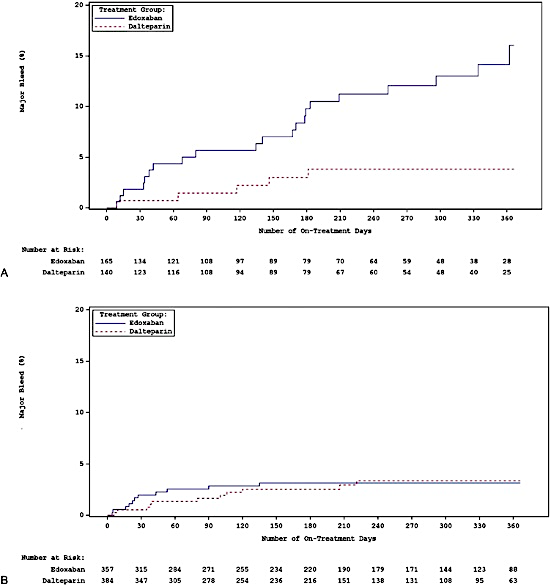 Treatment Group:
Edoxaban
Dalteparin
20
15
10
5
0
Major Bleed (%)
0 30 60 90 120 150 180 210 240 270 300 330 360
Number of On-Treatment Days
Number at Risk:
Edoxaban 165 134 121 108 97 89 79 70 64 59 48 38 28
Dalteparin 140 123 116 108 94 89 79 67 60 54 48 40 25
A
Treatment Group:
Edoxaban
Dalteparin
20
15
10
5
0
Major Bleed (%)
0 30 60 90 120 150 180 210 240 270 300 330 360
Number of On-Treatment Days
Number at Risk:
Edoxaban 357 315 284 271 255 234 220 190 179 171 144 123 88
Dalteparin 384 347 305 278 254 236 216 151 138 131 108 95 63
B